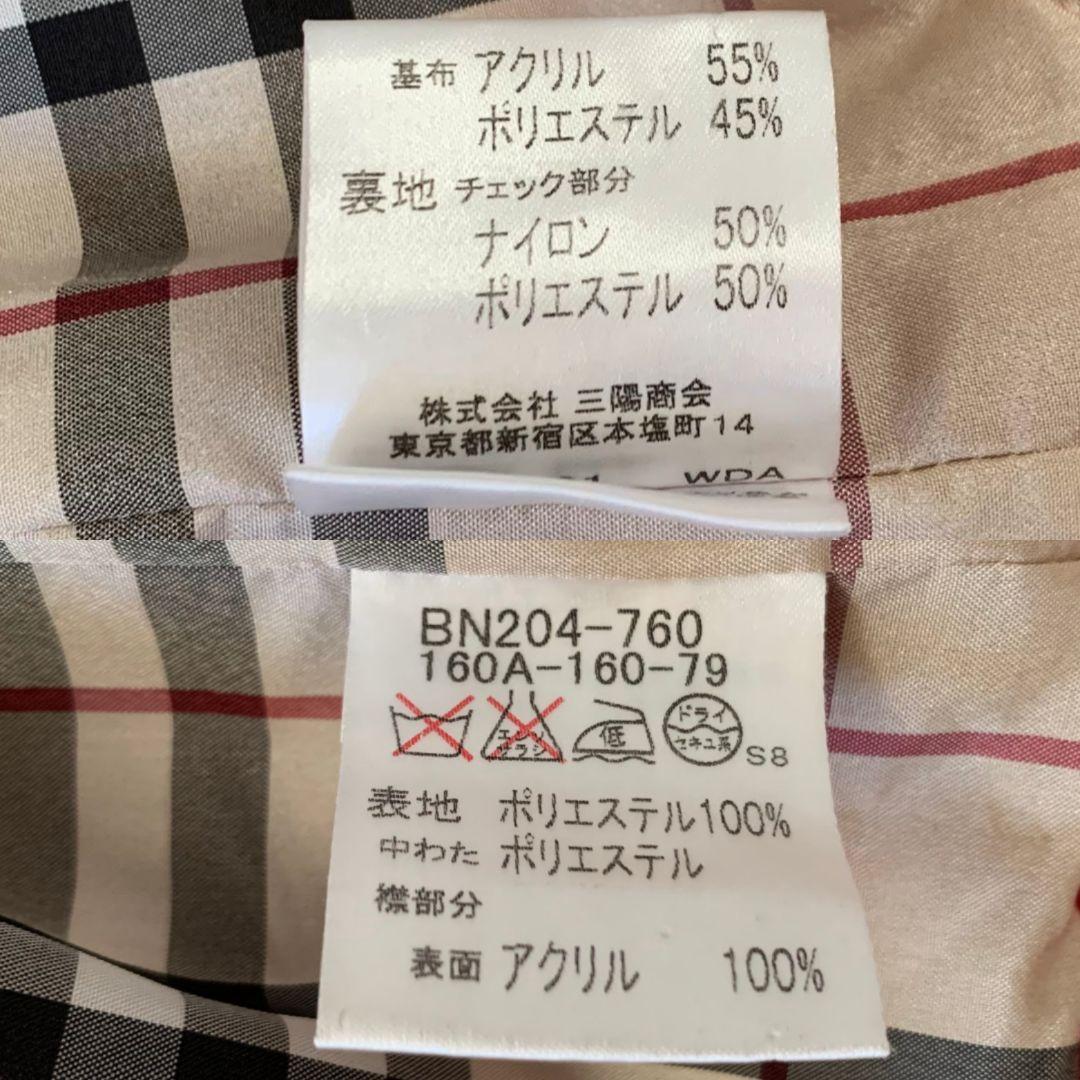 基布 アクリル 55%
ポリエステル 45%
裏地 チェック部分
ナイロン 50%
ポリエステル 50%
株式会社 三陽商会
東京都新宿区本塩町14
WDA
BN204-760
160A-160-79
エンソ サラシ 低 ドライ セキユ系 S8
表地 ポリエステル100%
中わた ポリエステル
襟部分
表面 アクリル 100%